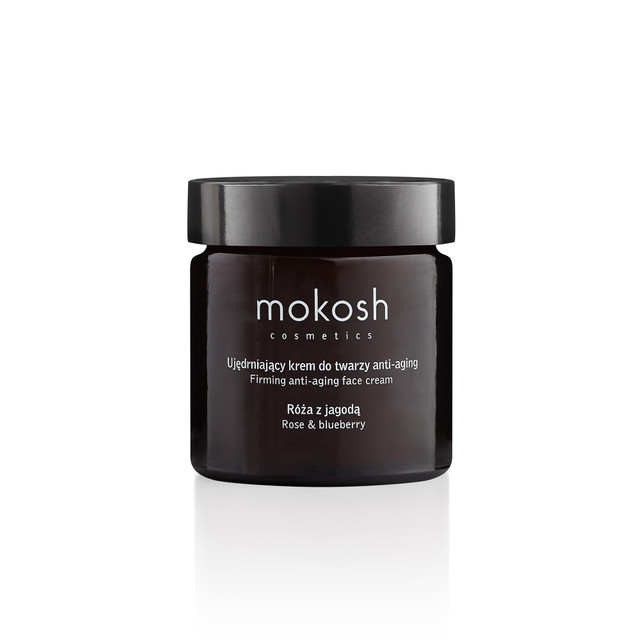 mokosh
cosmetics
Ujędrniający krem do twarzy anti-aging
Firming anti-aging face cream
Róża z jagodą
Rose & blueberry